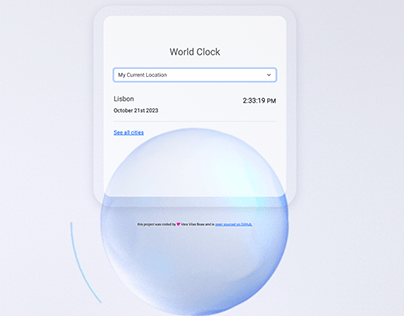 World Clock
My Current Location
Lisbon
2:33:19 PM
October 21st 2023
See all cities
this project was coded by 💜 Vilas Boas and is open sourced on GitHub.